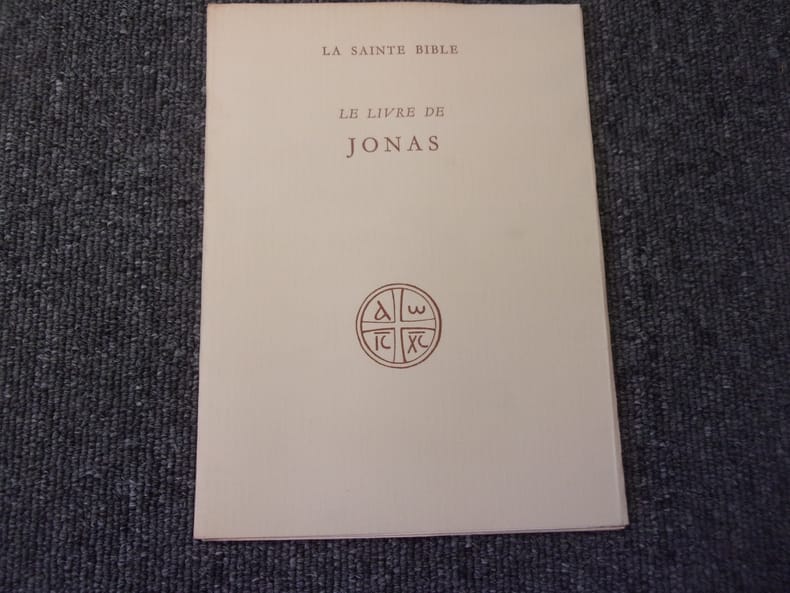 LA SAINTE BIBLE
LE LIVRE DE
JONAS
α ω
IC XC